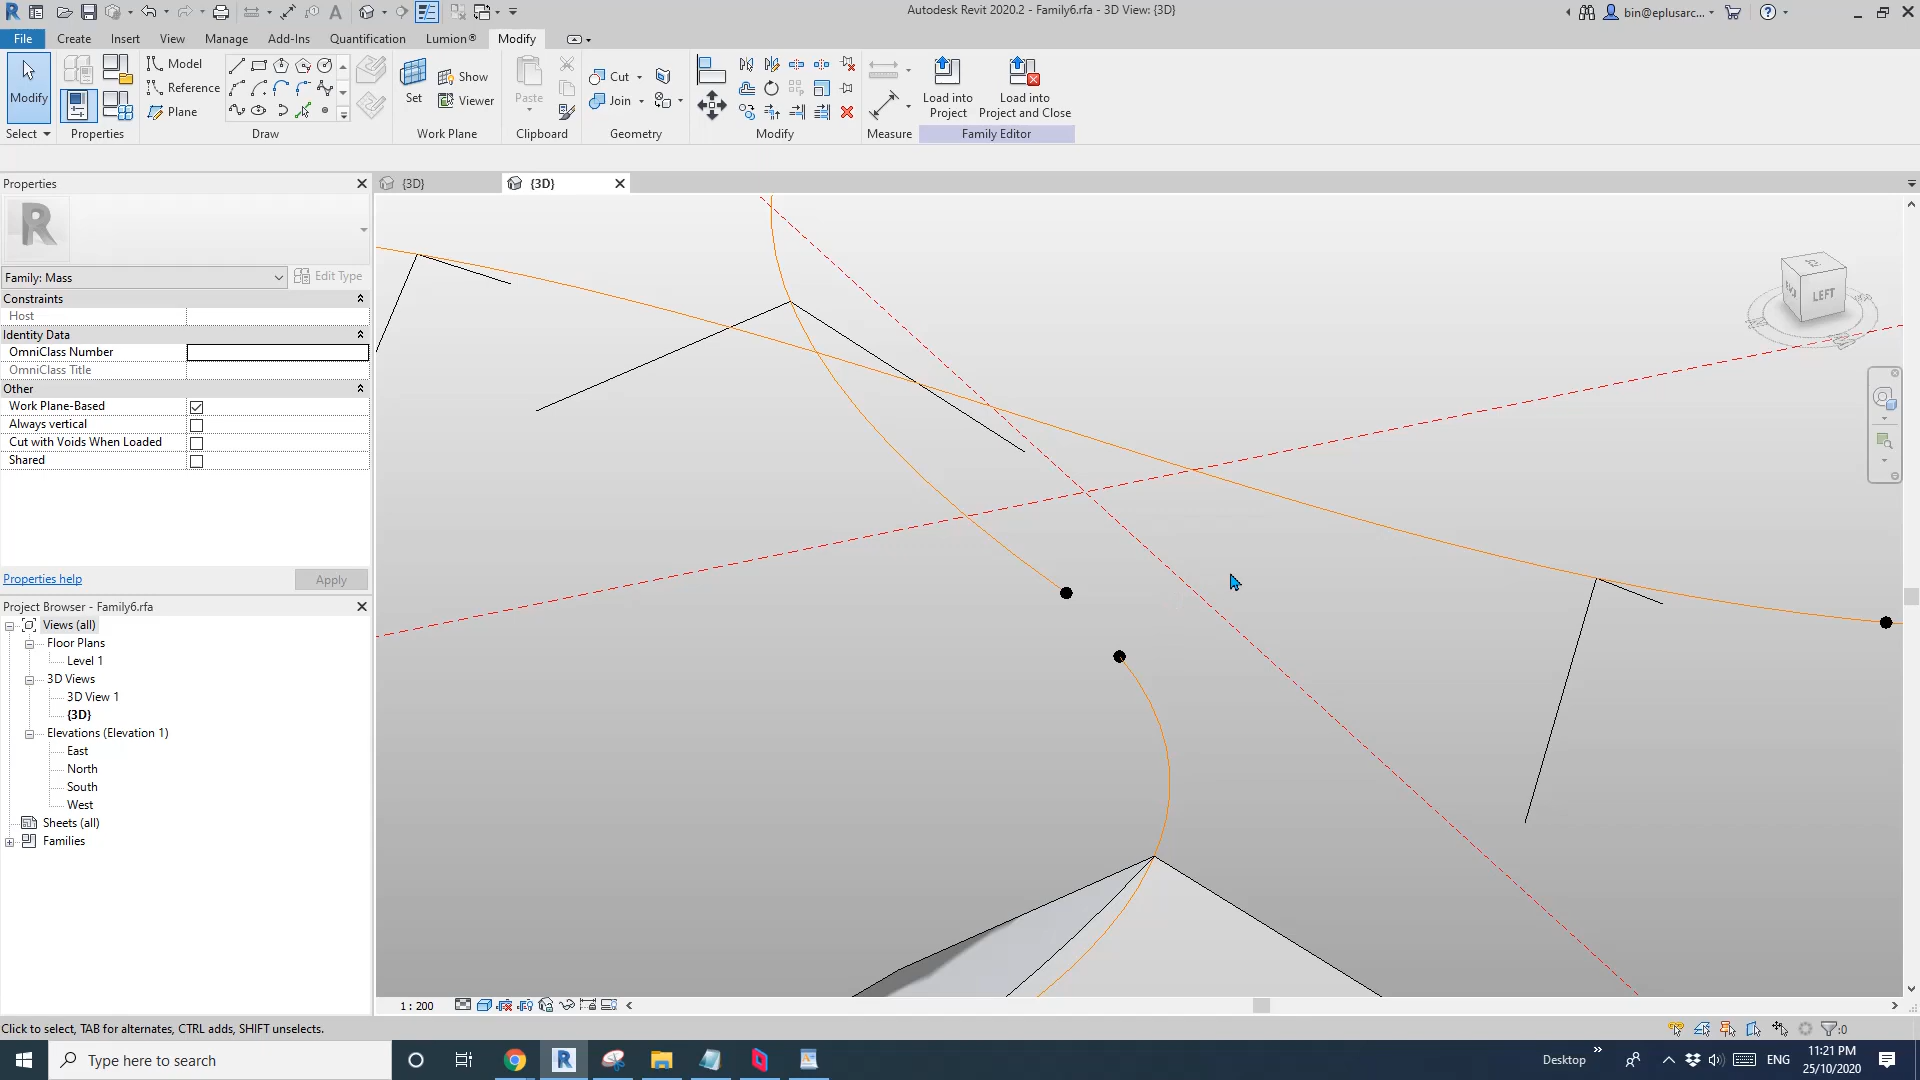 Autodesk Revit 2020.2 - Family6.rfa - 3D View: {3D}
bin@eplusarc...
File Create Insert View Manage Add-Ins Quantification Lumion® Modify
Modify
Select
Properties
Model
Reference
Plane
Draw
Set
Show
Viewer
Work Plane
Paste
Clipboard
Cut
Join
Geometry
Modify
Measure
Load into Project
Load into Project and Close
Family Editor
Properties
{3D}
{3D}
Family: Mass
Edit Type
Constraints
Host
Identity Data
OmniClass Number
OmniClass Title
Other
Work Plane-Based
Always vertical
Cut with Voids When Loaded
Shared
Properties help
Apply
LEFT
Project Browser - Family6.rfa
Views (all)
Floor Plans
Level 1
3D Views
3D View 1
{3D}
Elevations (Elevation 1)
East
North
South
West
Sheets (all)
Families
1 : 200
Click to select, TAB for alternates, CTRL adds, SHIFT unselects.
:0
Type here to search
Desktop
ENG
11:21 PM
25/10/2020